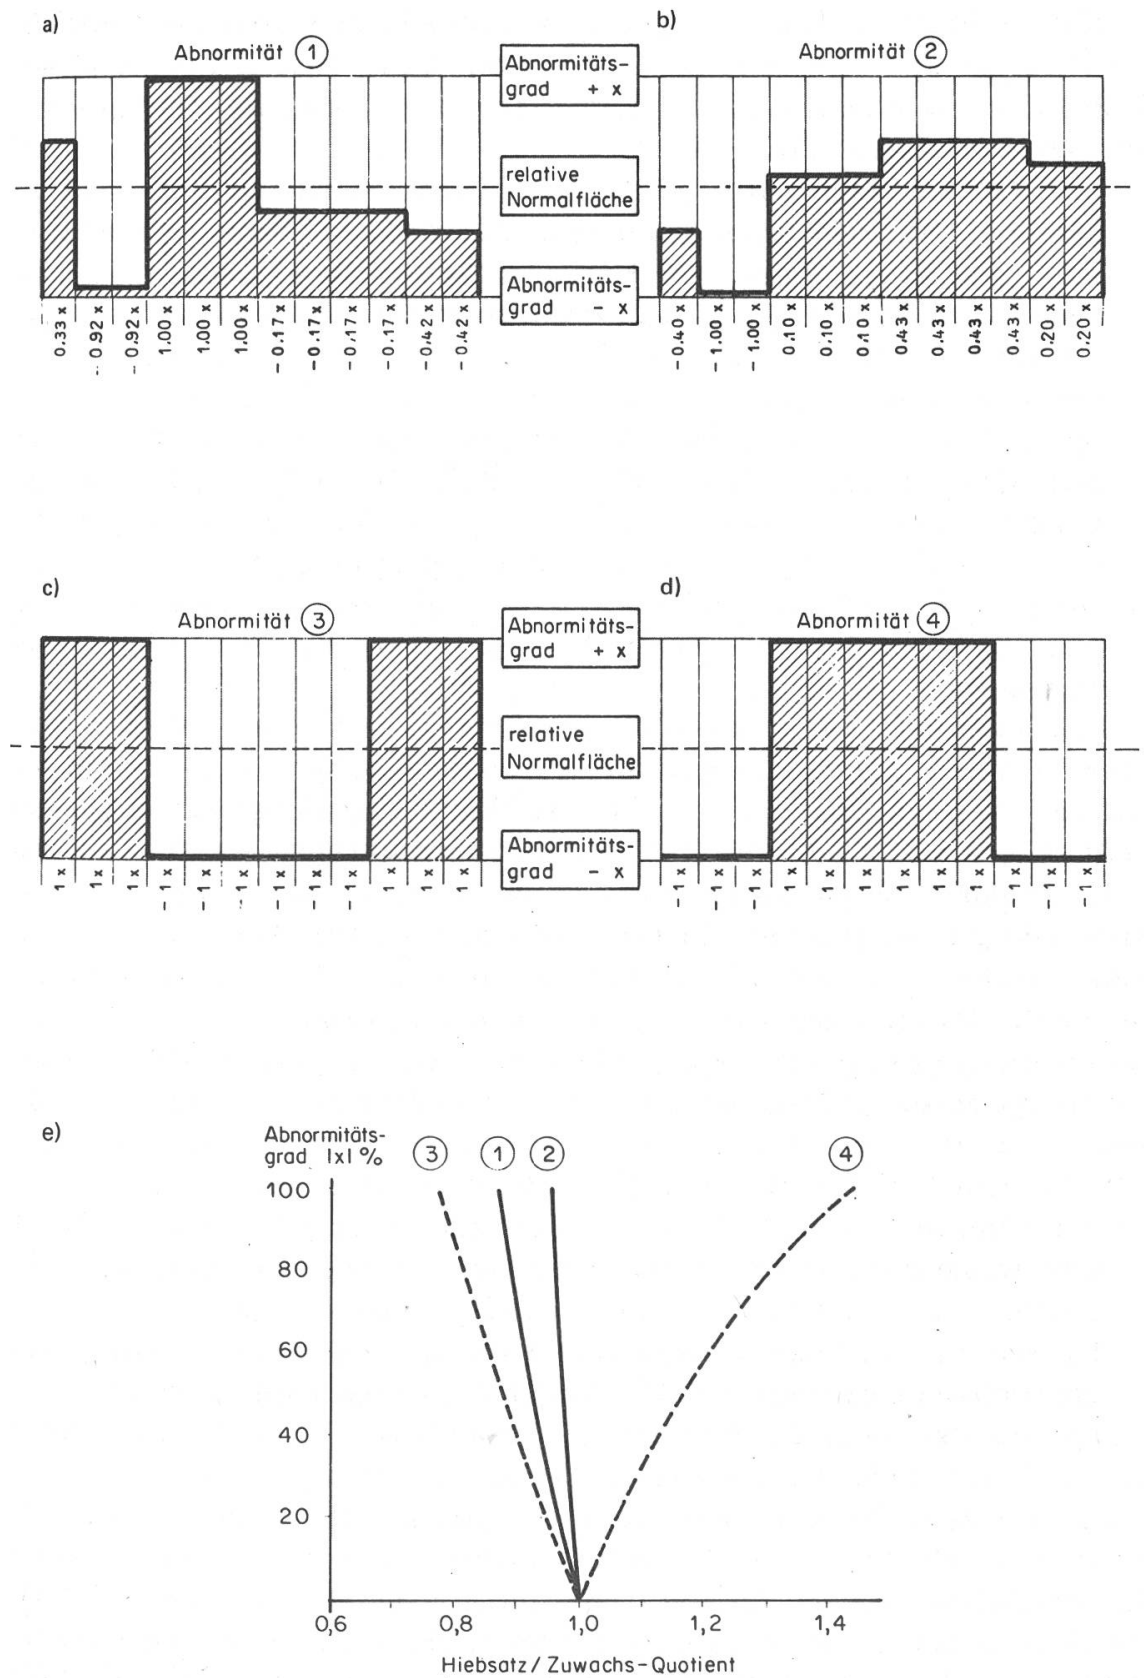 a)
Abnormität 1
b)
Abnormität 2
Abnormitäts-
grad + x
relative
Normalfläche
Abnormitäts-
grad - x
0.33 x
- 0.92 x
- 0.92 x
1.00 x
1.00 x
1.00 x
- 0.17 x
- 0.17 x
- 0.17 x
- 0.17 x
- 0.42 x
- 0.42 x
- 0.40 x
- 1.00 x
- 1.00 x
0.10 x
0.10 x
0.10 x
0.43 x
0.43 x
0.43 x
0.43 x
0.20 x
0.20 x
c)
Abnormität 3
d)
Abnormität 4
Abnormitäts-
grad + x
relative
Normalfläche
Abnormitäts-
grad - x
1 x
1 x
1 x
- 1 x
- 1 x
- 1 x
- 1 x
- 1 x
- 1 x
1 x
1 x
1 x
- 1 x
- 1 x
- 1 x
1 x
1 x
1 x
1 x
1 x
1 x
- 1 x
- 1 x
- 1 x
e)
Abnormitäts-
grad |x| %
3
1
2
4
100
80
60
40
20
0,6
0,8
1,0
1,2
1,4
Hiebsatz / Zuwachs-Quotient